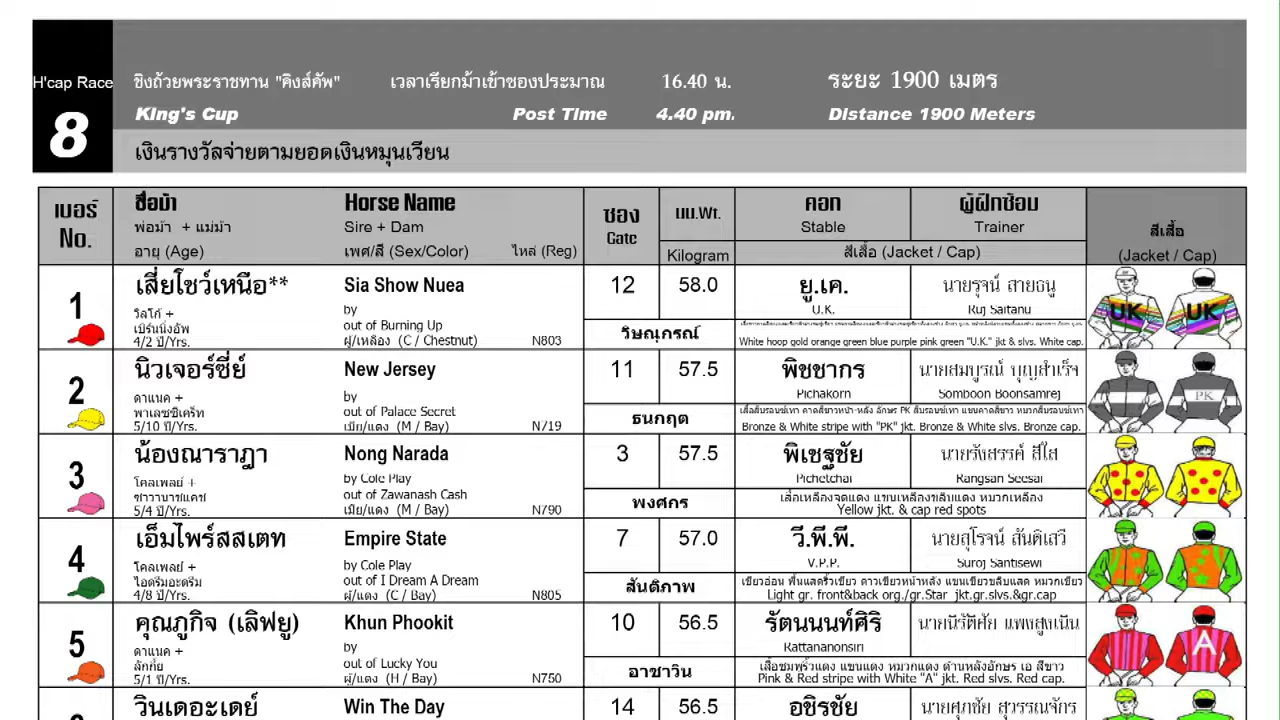 H'cap Race ชิงถ้วยพระราชทาน "คิงส์คัพ" เวลาเรียกม้าเข้าซองประมาณ 16.40 น. ระยะ 1900 เมตร
8 King's Cup Post Time 4.40 pm. Distance 1900 Meters
เงินรางวัลจ่ายตามยอดเงินหมุนเวียน
เบอร์ No. ชื่อม้า Horse Name ซอง Gate นน.Wt. คอก Stable ผู้ฝึกซ้อม Trainer สีเสื้อ
พ่อม้า + แม่ม้า Sire + Dam
อายุ (Age) เพศ/สี (Sex/Color) ไหล่ (Reg) Kilogram สีเสื้อ (Jacket / Cap) (Jacket / Cap)
1 เสี่ยโชว์เหนือ** Sia Show Nuea 12 58.0 ยู.เค. นายรุจน์ สายธนู
วิลโก้ + by U.K. Ruj Saitanu
เบิร์นนิ่งอัพ out of Burning Up วิษณุกรณ์
4/2 ปี/Yrs. ผู้/เหลือง (C / Chestnut) N803 White hoop gold orange green blue purple pink green "U.K." jkt & slvs. White cap.
UK UK
2 นิวเจอร์ซี่ย์ New Jersey 11 57.5 พิชชากร นายสมบูรณ์ บุญสำเร็จ
ดาแนค + by Pichakorn Somboon Boonsamrej
พาเลซซีเคร็ท out of Palace Secret ธนกฤต เสื้อสีบรอนซ์เทา คาดสีขาวหน้า-หลัง อักษร PK สีบรอนซ์เทา แขนคาดสีขาว หมวกสีบรอนซ์เทา
5/10 ปี/Yrs. เมีย/แดง (M / Bay) N719 Bronze & White stripe with "PK" jkt. Bronze & White slvs. Bronze cap.
PK
3 น้องณาราฎา Nong Narada 3 57.5 พิเชฐชัย นายรังสรรค์ สีใส
โคลเพลย์ + by Cole Play Pichetchai Rangsan Seesai
ซาวานาชแคช out of Zawanash Cash พงศกร เสื้อเหลืองจุดแดง แขนเหลืองขลิบแดง หมวกเหลือง
5/4 ปี/Yrs. เมีย/แดง (M / Bay) N790 Yellow jkt. & cap red spots
4 เอ็มไพร์สสเตท Empire State 7 57.0 วี.พี.พี. นายสุโรจน์ สันติเสวี
โคลเพลย์ + by Cole Play V.P.P. Suroj Santisewi
ไอดรีมอะดรีม out of I Dream A Dream สันติภาพ เขียวอ่อน พื้นแสดริ้วเขียว ดาวเขียวหน้าหลัง แขนเขียวขลิบแสด หมวกเขียว
4/8 ปี/Yrs. ผู้/แดง (C / Bay) N805 Light gr. front&back org./gr.Star jkt.gr.slvs.&gr.cap
5 คุณภูกิจ (เลิฟยู) Khun Phookit 10 56.5 รัตนนนท์ศิริ นายนิรัติศัย แพงสูงเนิน
ดาแนค + by Rattananonsiri
ลักกี้ยู out of Lucky You อาชาวิน เสื้อชมพูริ้วแดง แขนแดง หมวกแดง ด้านหลังอักษร เอ สีขาว
5/1 ปี/Yrs. ผู้/แดง (H / Bay) N750 Pink & Red stripe with White "A" jkt. Red slvs. Red cap.
A
วินเดอะเดย์ Win The Day 14 56.5 อชิรชัย นายศุภชัย สุวรรณจักร